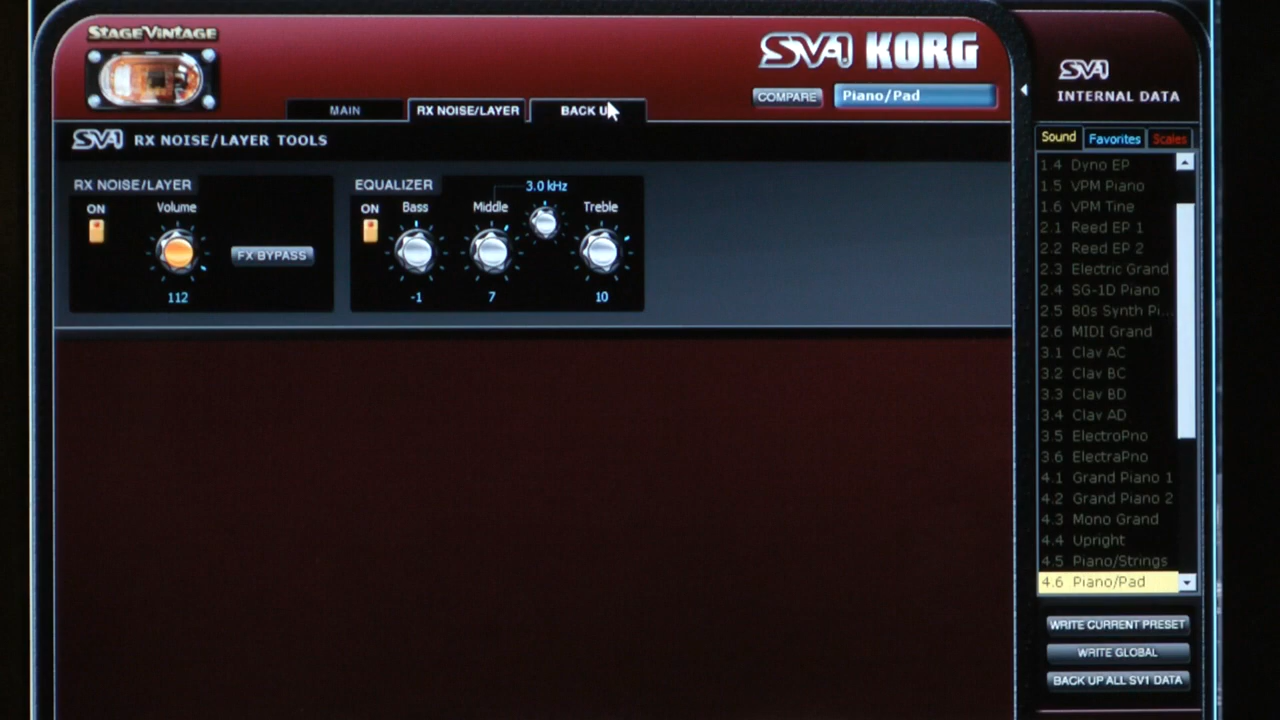 StageVintage
SV-1 KORG
COMPARE
Piano/Pad
MAIN
RX NOISE/LAYER
BACK U
SV-1 RX NOISE/LAYER TOOLS
RX NOISE/LAYER
ON
Volume
FX BYPASS
112
EQUALIZER
3.0 kHz
ON
Bass
Middle
Treble
-1
7
10
SV-1
INTERNAL DATA
Sound
Favorites
Scales
1.4 Dyno EP
1.5 VPM Piano
1.6 VPM Tine
2.1 Reed EP 1
2.2 Reed EP 2
2.3 Electric Grand
2.4 SG-1D Piano
2.5 80s Synth Pi...
2.6 MIDI Grand
3.1 Clav AC
3.2 Clav BC
3.3 Clav BD
3.4 Clav AD
3.5 ElectroPno
3.6 ElectraPno
4.1 Grand Piano 1
4.2 Grand Piano 2
4.3 Mono Grand
4.4 Upright
4.5 Piano/Strings
4.6 Piano/Pad
WRITE CURRENT PRESET
WRITE GLOBAL
BACK UP ALL SV1 DATA